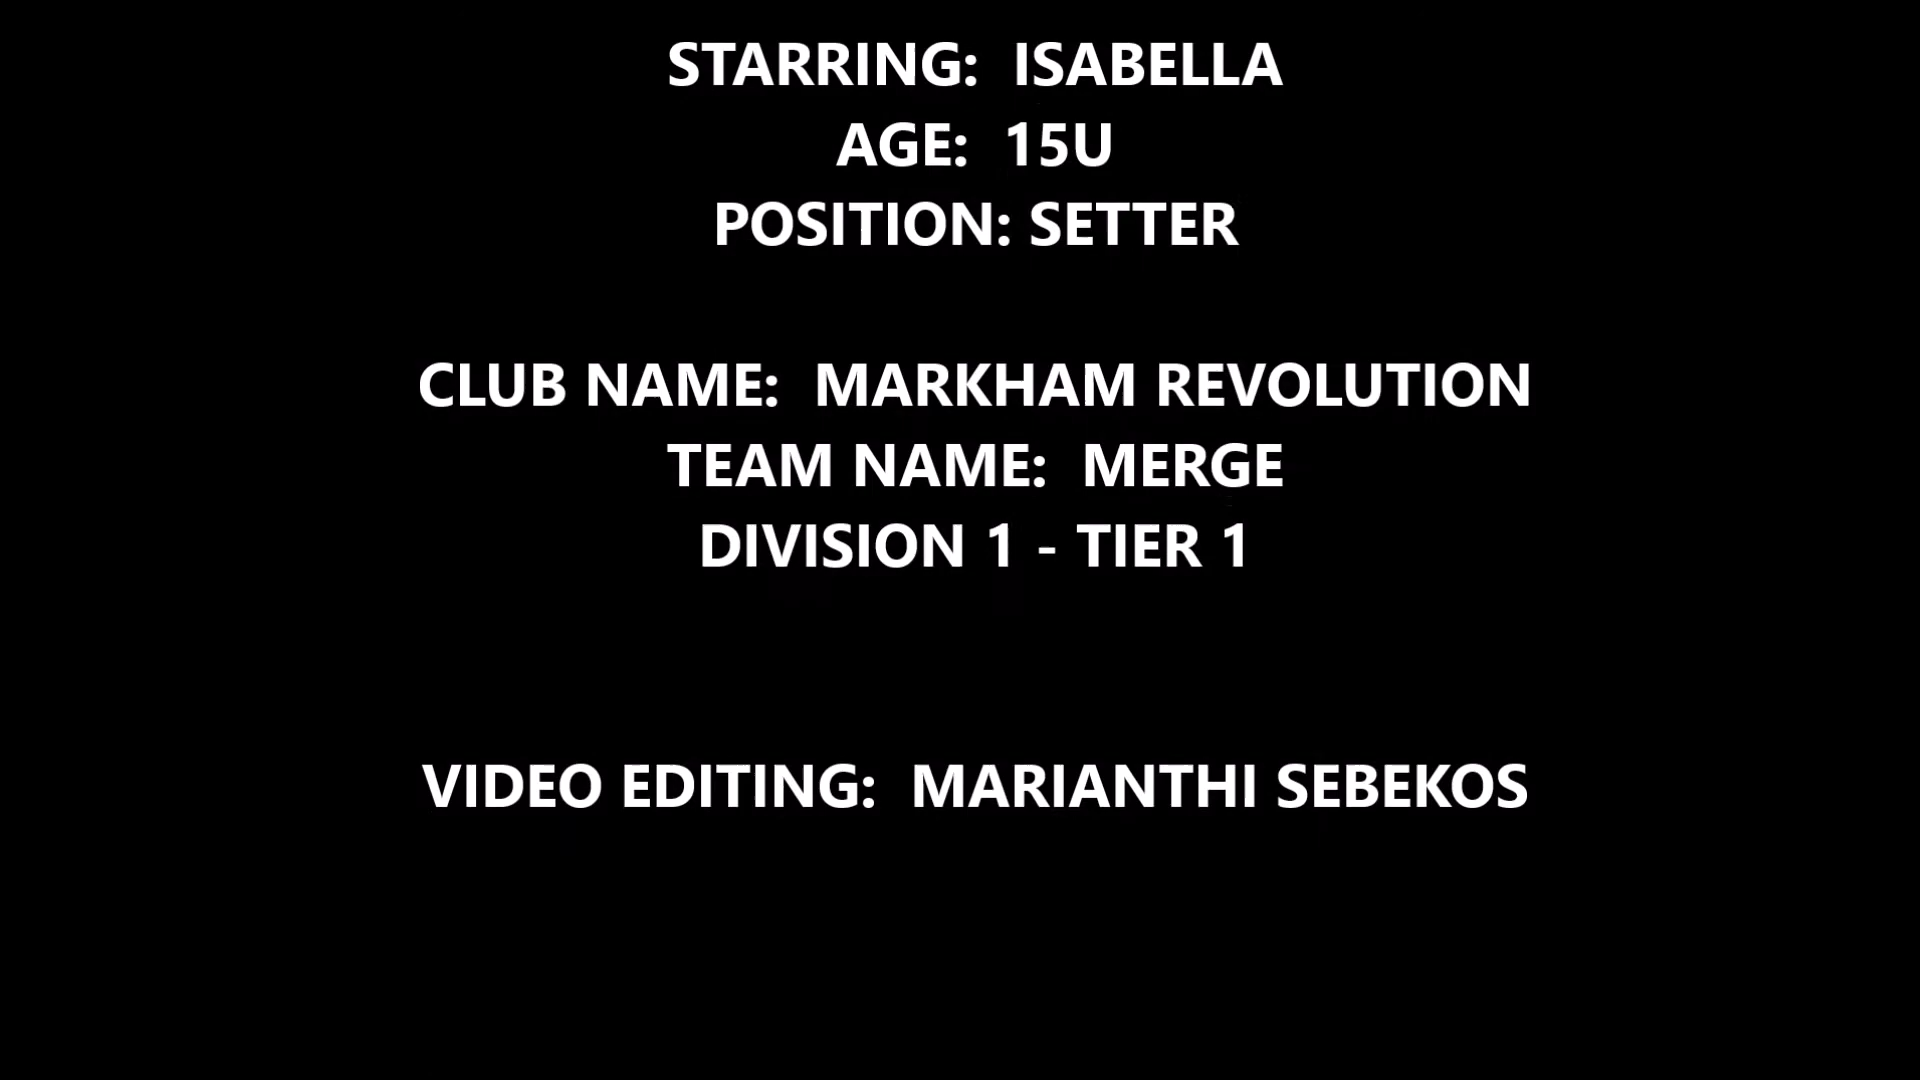 STARRING:  ISABELLA
AGE:  15U
POSITION: SETTER
CLUB NAME:  MARKHAM REVOLUTION
TEAM NAME:  MERGE
DIVISION 1 - TIER 1
VIDEO EDITING:  MARIANTHI SEBEKOS